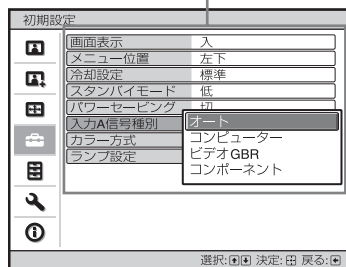 初期設定
画面表示 入
メニュー位置 左下
冷却設定 標準
スタンバイモード 低
パワーセービング 切
入力A信号種別 オート
カラー方式 コンピューター
ランプ設定 ビデオGBR
コンポーネント
選択: 決定: 戻る: